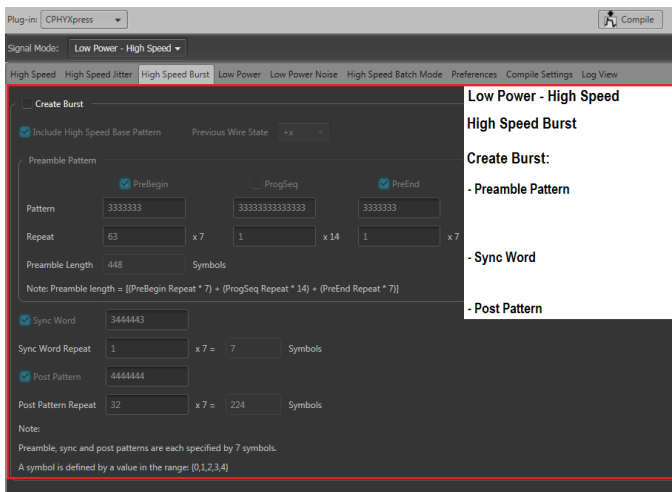 Plug-in: CPHYXpress Compile
Signal Mode: Low Power - High Speed
High Speed High Speed Jitter High Speed Burst Low Power Low Power Noise High Speed Batch Mode Preferences Compile Settings Log View
Create Burst
Low Power - High Speed
High Speed Burst
Create Burst:
- Preamble Pattern
- Sync Word
- Post Pattern
Include High Speed Base Pattern Previous Wire State +x
Preamble Pattern
PreBegin ProgSeq PreEnd
Pattern 3333333 33333333333333 3333333
Repeat 63 x 7 1 x 14 1 x 7
Preamble Length 448 Symbols
Note: Preamble length = [(PreBegin Repeat * 7) + (ProgSeq Repeat * 14) + (PreEnd Repeat * 7)]
Sync Word 3444443
Sync Word Repeat 1 x 7 = 7 Symbols
Post Pattern 4444444
Post Pattern Repeat 32 x 7 = 224 Symbols
Note:
Preamble, sync and post patterns are each specified by 7 symbols.
A symbol is defined by a value in the range: {0,1,2,3,4}